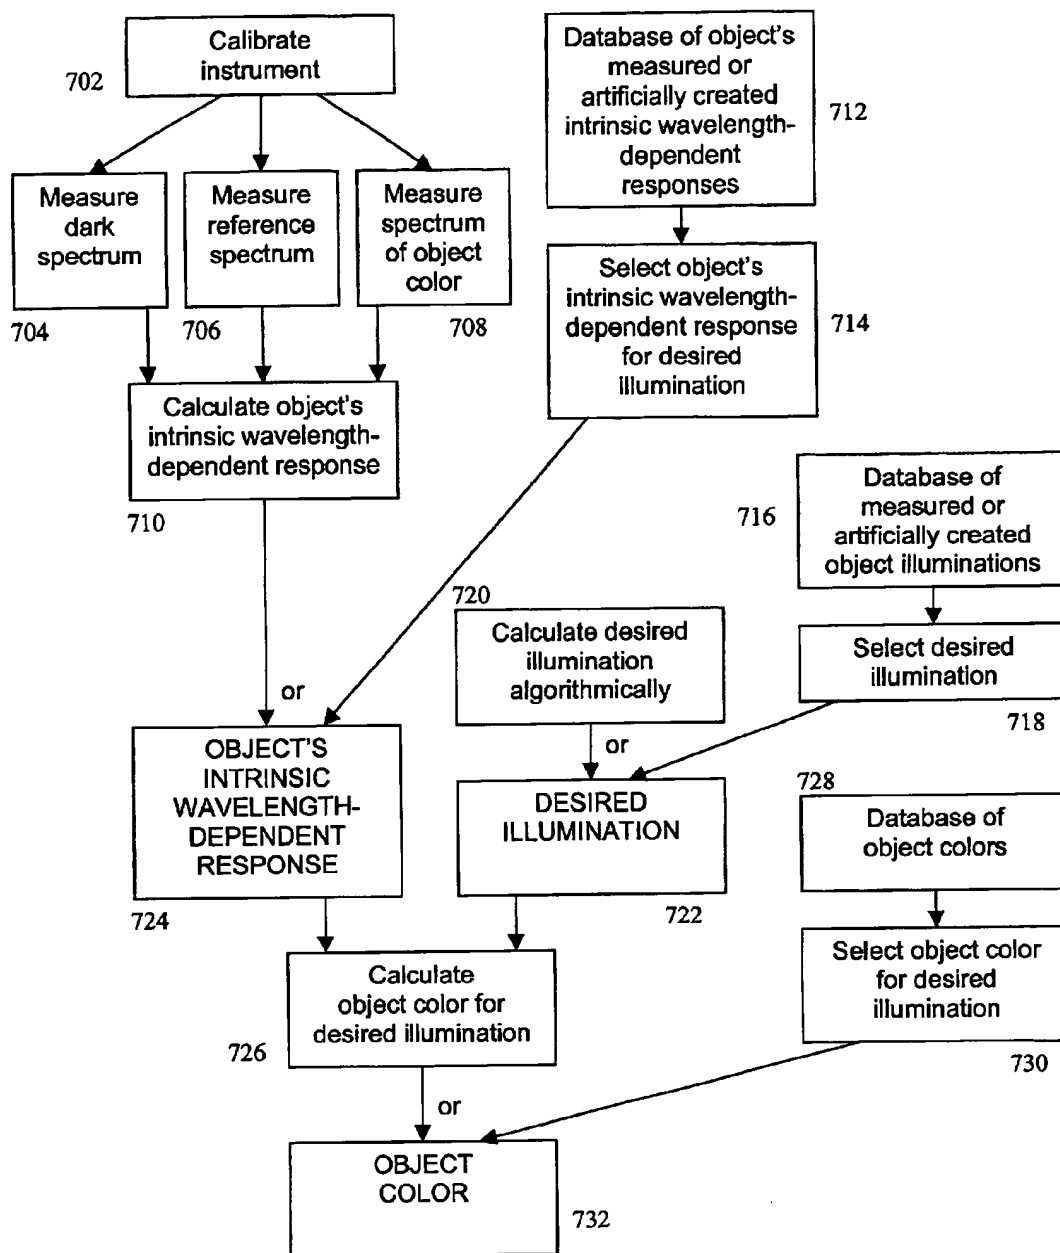 Calibrate
instrument
702
Database of object's
measured or
artificially created
intrinsic wavelength-
dependent
responses
712
Measure
dark
spectrum
704
Measure
reference
spectrum
706
Measure
spectrum
of object
color
708
Select object's
intrinsic wavelength-
dependent response
for desired
illumination
714
Calculate object's
intrinsic wavelength-
dependent response
710
Database of
measured or
artificially created
object illuminations
716
720
Calculate desired
illumination
algorithmically
Select desired
illumination
718
or
or
OBJECT'S
INTRINSIC
WAVELENGTH-
DEPENDENT
RESPONSE
724
DESIRED
ILLUMINATION
722
728
Database of
object colors
Select object color
for desired
illumination
730
Calculate
object color for
desired illumination
726
or
OBJECT
COLOR
732